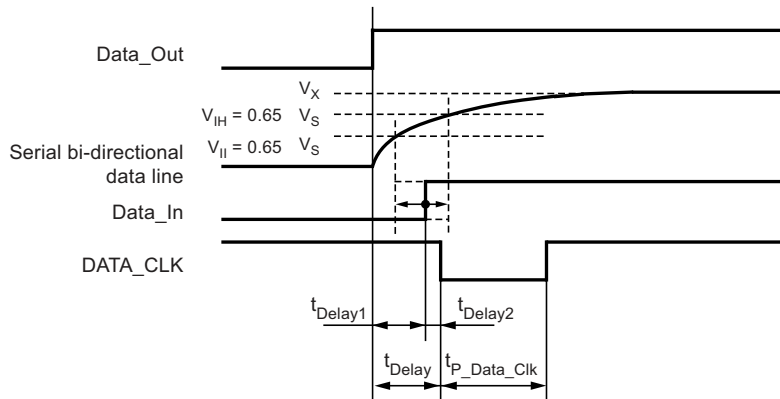 Data_Out
V_X
V_IH = 0.65 V_S
V_Il = 0.65 V_S
Serial bi-directional
data line
Data_In
DATA_CLK
t_Delay1
t_Delay2
t_Delay
t_P_Data_Clk